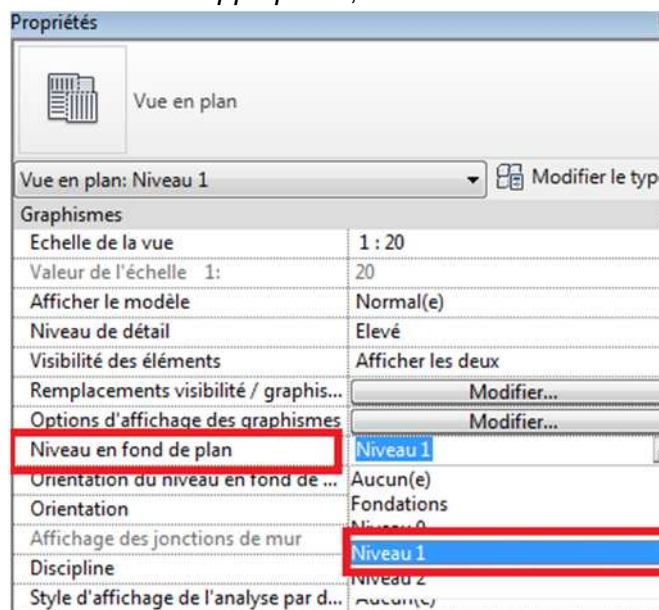 Propriétés
Vue en plan
Vue en plan: Niveau 1 Modifier le type
Graphismes
Echelle de la vue 1 : 20
Valeur de l'échelle 1: 20
Afficher le modèle Normal(e)
Niveau de détail Elevé
Visibilité des éléments Afficher les deux
Remplacements visibilité / graphis... Modifier...
Options d'affichage des graphismes Modifier...
Niveau en fond de plan Niveau 1
Orientation du niveau en fond de ... Aucun(e)
Orientation Fondations
Niveau 0
Affichage des jonctions de mur Niveau 1
Discipline Niveau 2
Style d'affichage de l'analyse par d... Aucun(e)